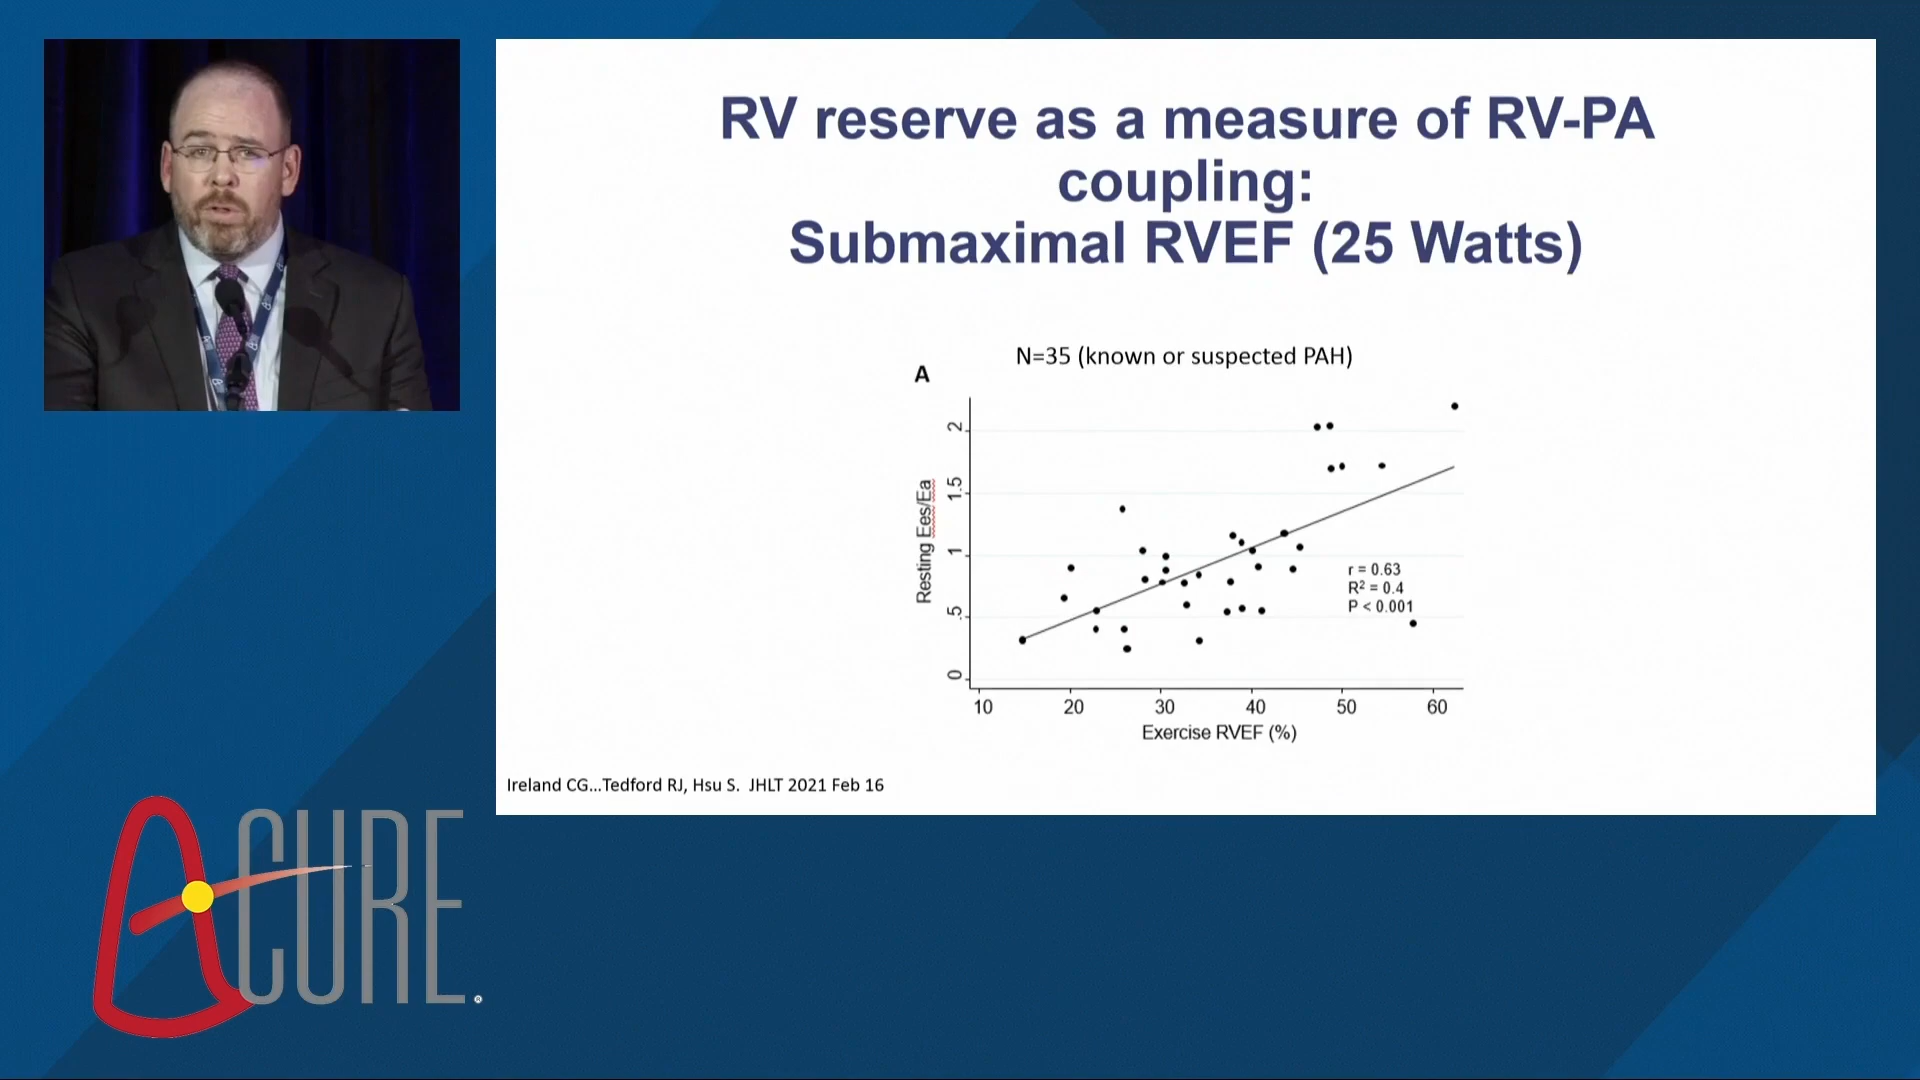 RV reserve as a measure of RV-PA
coupling:
Submaximal RVEF (25 Watts)
N=35 (known or suspected PAH)
A
2
1.5
1
.5
0
Resting Ees/Ea
r = 0.63
R² = 0.4
P < 0.001
10 20 30 40 50 60
Exercise RVEF (%)
Ireland CG...Tedford RJ, Hsu S. JHLT 2021 Feb 16
A CURE.®